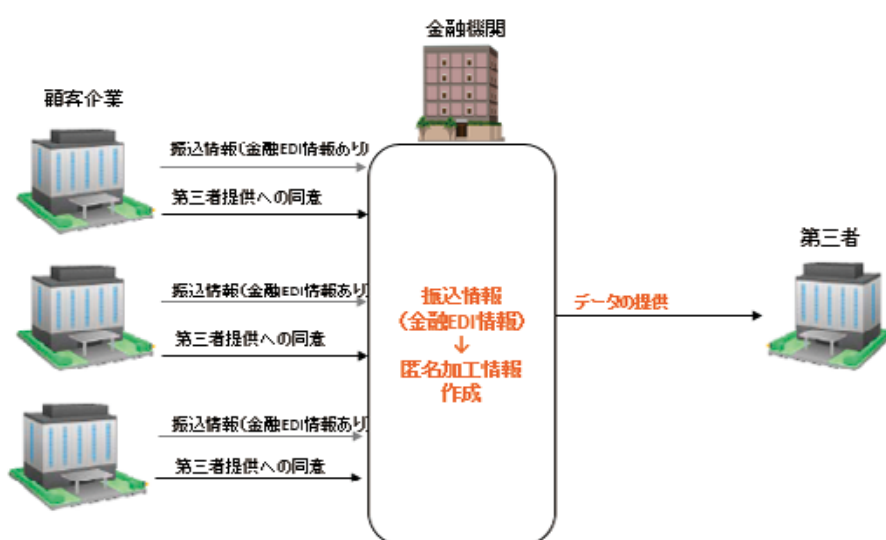 金融機関
顧客企業
振込情報(金融EDI情報あり)
第三者提供への同意
第三者
振込情報(金融EDI情報あり)
第三者提供への同意
振込情報
(金融EDI情報)
↓
匿名加工情報
作成
データの提供
振込情報(金融EDI情報あり)
第三者提供への同意